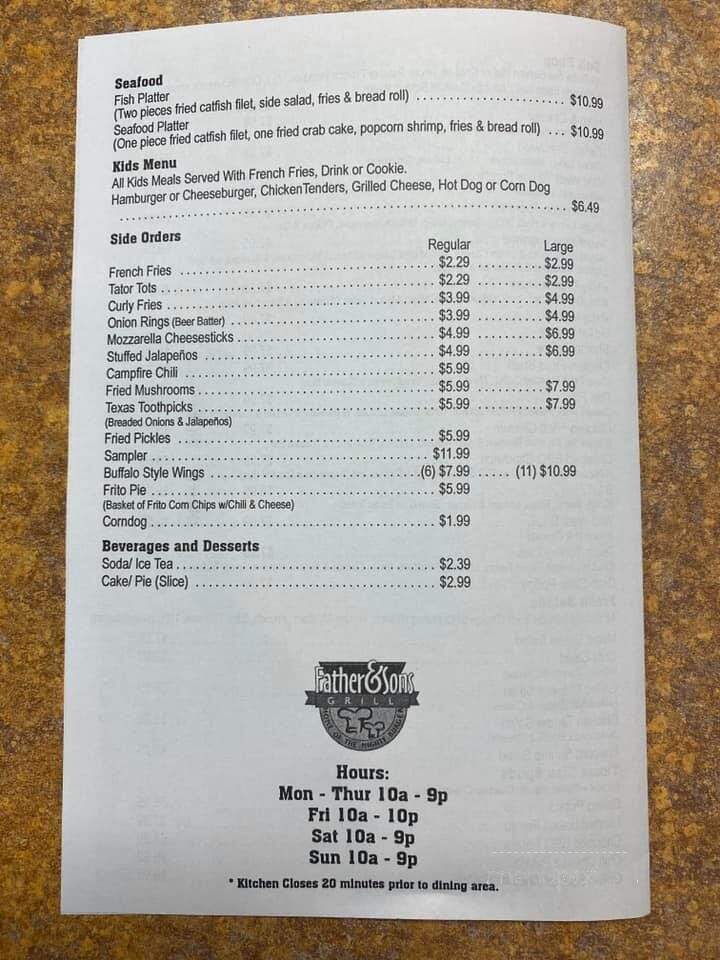 Seafood
Fish Platter
(Two pieces fried catfish filet, side salad, fries & bread roll) ........................ $10.99
Seafood Platter
(One piece fried catfish filet, one fried crab cake, popcorn shrimp, fries & bread roll) ... $10.99
Kids Menu
All Kids Meals Served With French Fries, Drink or Cookie.
Hamburger or Cheeseburger, ChickenTenders, Grilled Cheese, Hot Dog or Corn Dog
........................ $6.49
Side Orders
Regular Large
French Fries ........................ $2.29 .......... $2.99
Tator Tots ........................ $2.29 .......... $2.99
Curly Fries ........................ $3.99 .......... $4.99
Onion Rings (Beer Batter) ........................ $3.99 .......... $4.99
Mozzarella Cheesesticks ........................ $4.99 .......... $6.99
Stuffed Jalapeños ........................ $4.99 .......... $6.99
Campfire Chili ........................ $5.99
Fried Mushrooms ........................ $5.99 .......... $7.99
Texas Toothpicks ........................ $5.99 .......... $7.99
(Breaded Onions & Jalapeños)
Fried Pickles ........................ $5.99
Sampler ........................ $11.99
Buffalo Style Wings ........................ (6) $7.99 ..... (11) $10.99
Frito Pie ........................ $5.99
(Basket of Frito Corn Chips w/Chili & Cheese)
Corndog ........................ $1.99
Beverages and Desserts
Soda/ Ice Tea ........................ $2.39
Cake/ Pie (Slice) ........................ $2.99
Father & Sons
GRILL
HOME OF THE MIGHTY BURGER
Hours:
Mon - Thur 10a - 9p
Fri 10a - 10p
Sat 10a - 9p
Sun 10a - 9p
* Kitchen Closes 20 minutes prior to dining area.